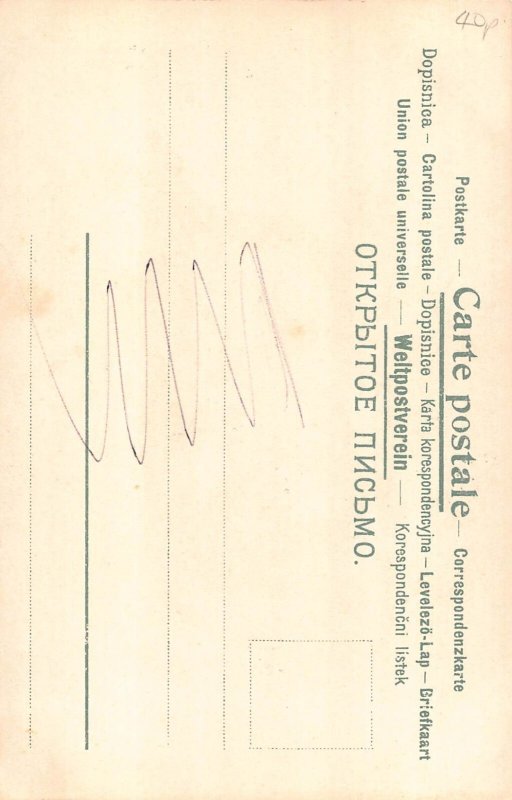 40p
Postkarte — Carte postale — Correspondenzkarte
Dopisnica — Cartolina postale — Dopisnice — Karta korespondencyjna — Levelező-Lap — Briefkaart
Union postale universelle — Weltpostverein — Korespondenční listek
ОТКРЫТОЕ ПИСЬМО.